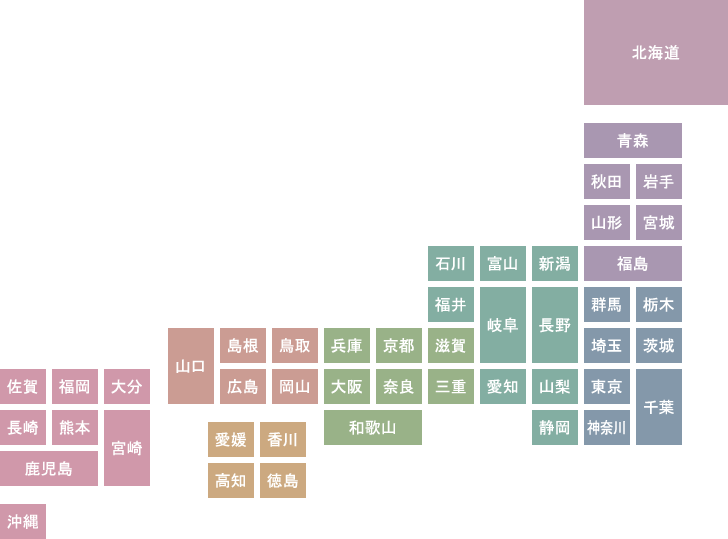 北海道
青森
秋田
岩手
山形
宮城
石川
富山
新潟
福島
福井
岐阜
長野
群馬
栃木
山口
島根
鳥取
兵庫
京都
滋賀
埼玉
茨城
佐賀
福岡
大分
広島
岡山
大阪
奈良
三重
愛知
山梨
東京
千葉
長崎
熊本
宮崎
愛媛
香川
和歌山
静岡
神奈川
鹿児島
高知
徳島
沖縄